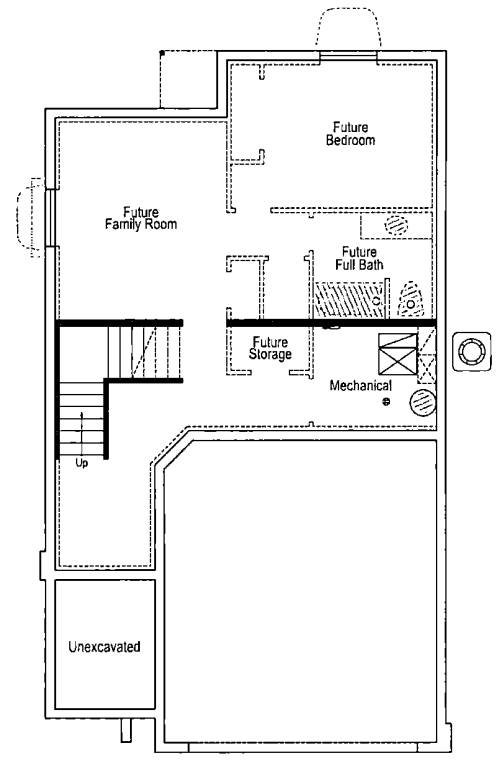 Future
Bedroom
Future
Family Room
Future
Full Bath
Future
Storage
Mechanical
Up
Unexcavated